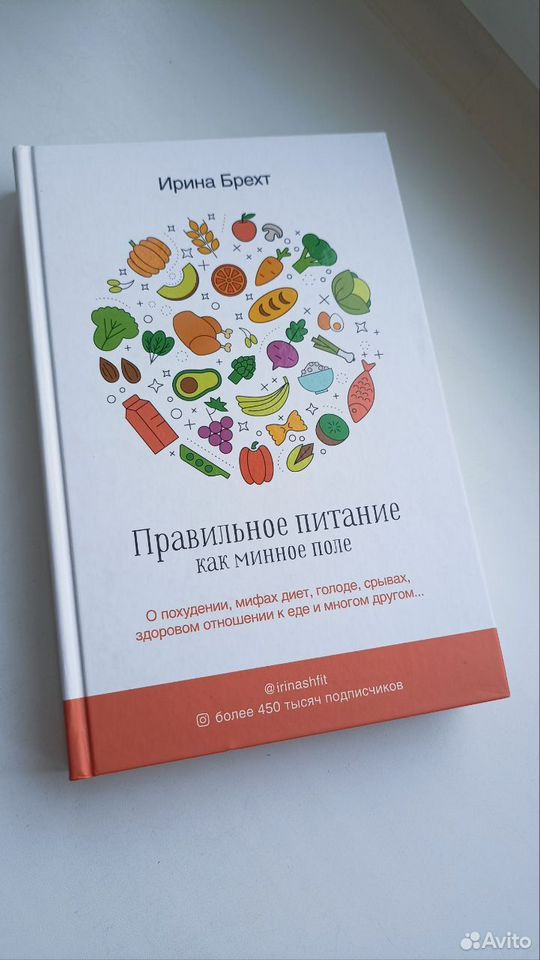 Ирина Брехт
Правильное питание
как минное поле
О похудении, мифах диет, голоде, срывах,
здоровом отношении к еде и многом другом...
@irinashfit
более 450 тысяч подписчиков
Avito